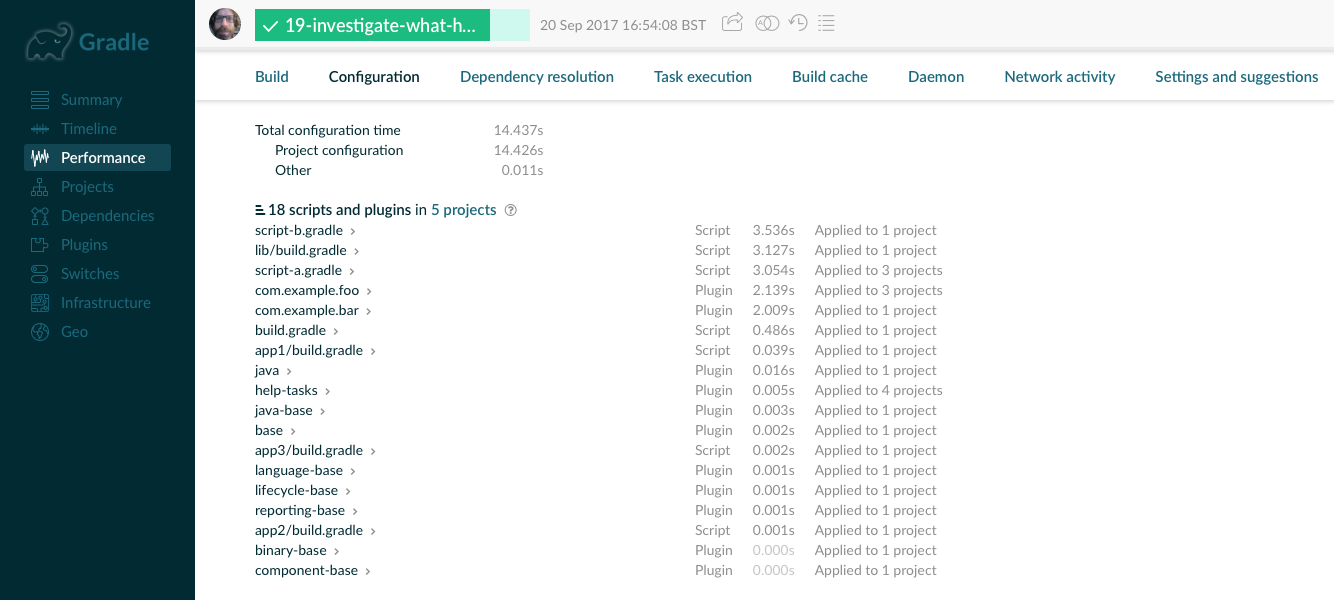 Gradle
Summary
Timeline
Performance
Projects
Dependencies
Plugins
Switches
Infrastructure
Geo
19-investigate-what-h... 20 Sep 2017 16:54:08 BST
Build Configuration Dependency resolution Task execution Build cache Daemon Network activity Settings and suggestions
Total configuration time 14.437s
Project configuration 14.426s
Other 0.011s
18 scripts and plugins in 5 projects ?
script-b.gradle > Script 3.536s Applied to 1 project
lib/build.gradle > Script 3.127s Applied to 1 project
script-a.gradle > Script 3.054s Applied to 3 projects
com.example.foo > Plugin 2.139s Applied to 3 projects
com.example.bar > Plugin 2.009s Applied to 1 project
build.gradle > Script 0.486s Applied to 1 project
app1/build.gradle > Script 0.039s Applied to 1 project
java > Plugin 0.016s Applied to 1 project
help-tasks > Plugin 0.005s Applied to 4 projects
java-base > Plugin 0.003s Applied to 1 project
base > Plugin 0.002s Applied to 1 project
app3/build.gradle > Script 0.002s Applied to 1 project
language-base > Plugin 0.001s Applied to 1 project
lifecycle-base > Plugin 0.001s Applied to 1 project
reporting-base > Plugin 0.001s Applied to 1 project
app2/build.gradle > Script 0.001s Applied to 1 project
binary-base > Plugin 0.000s Applied to 1 project
component-base > Plugin 0.000s Applied to 1 project